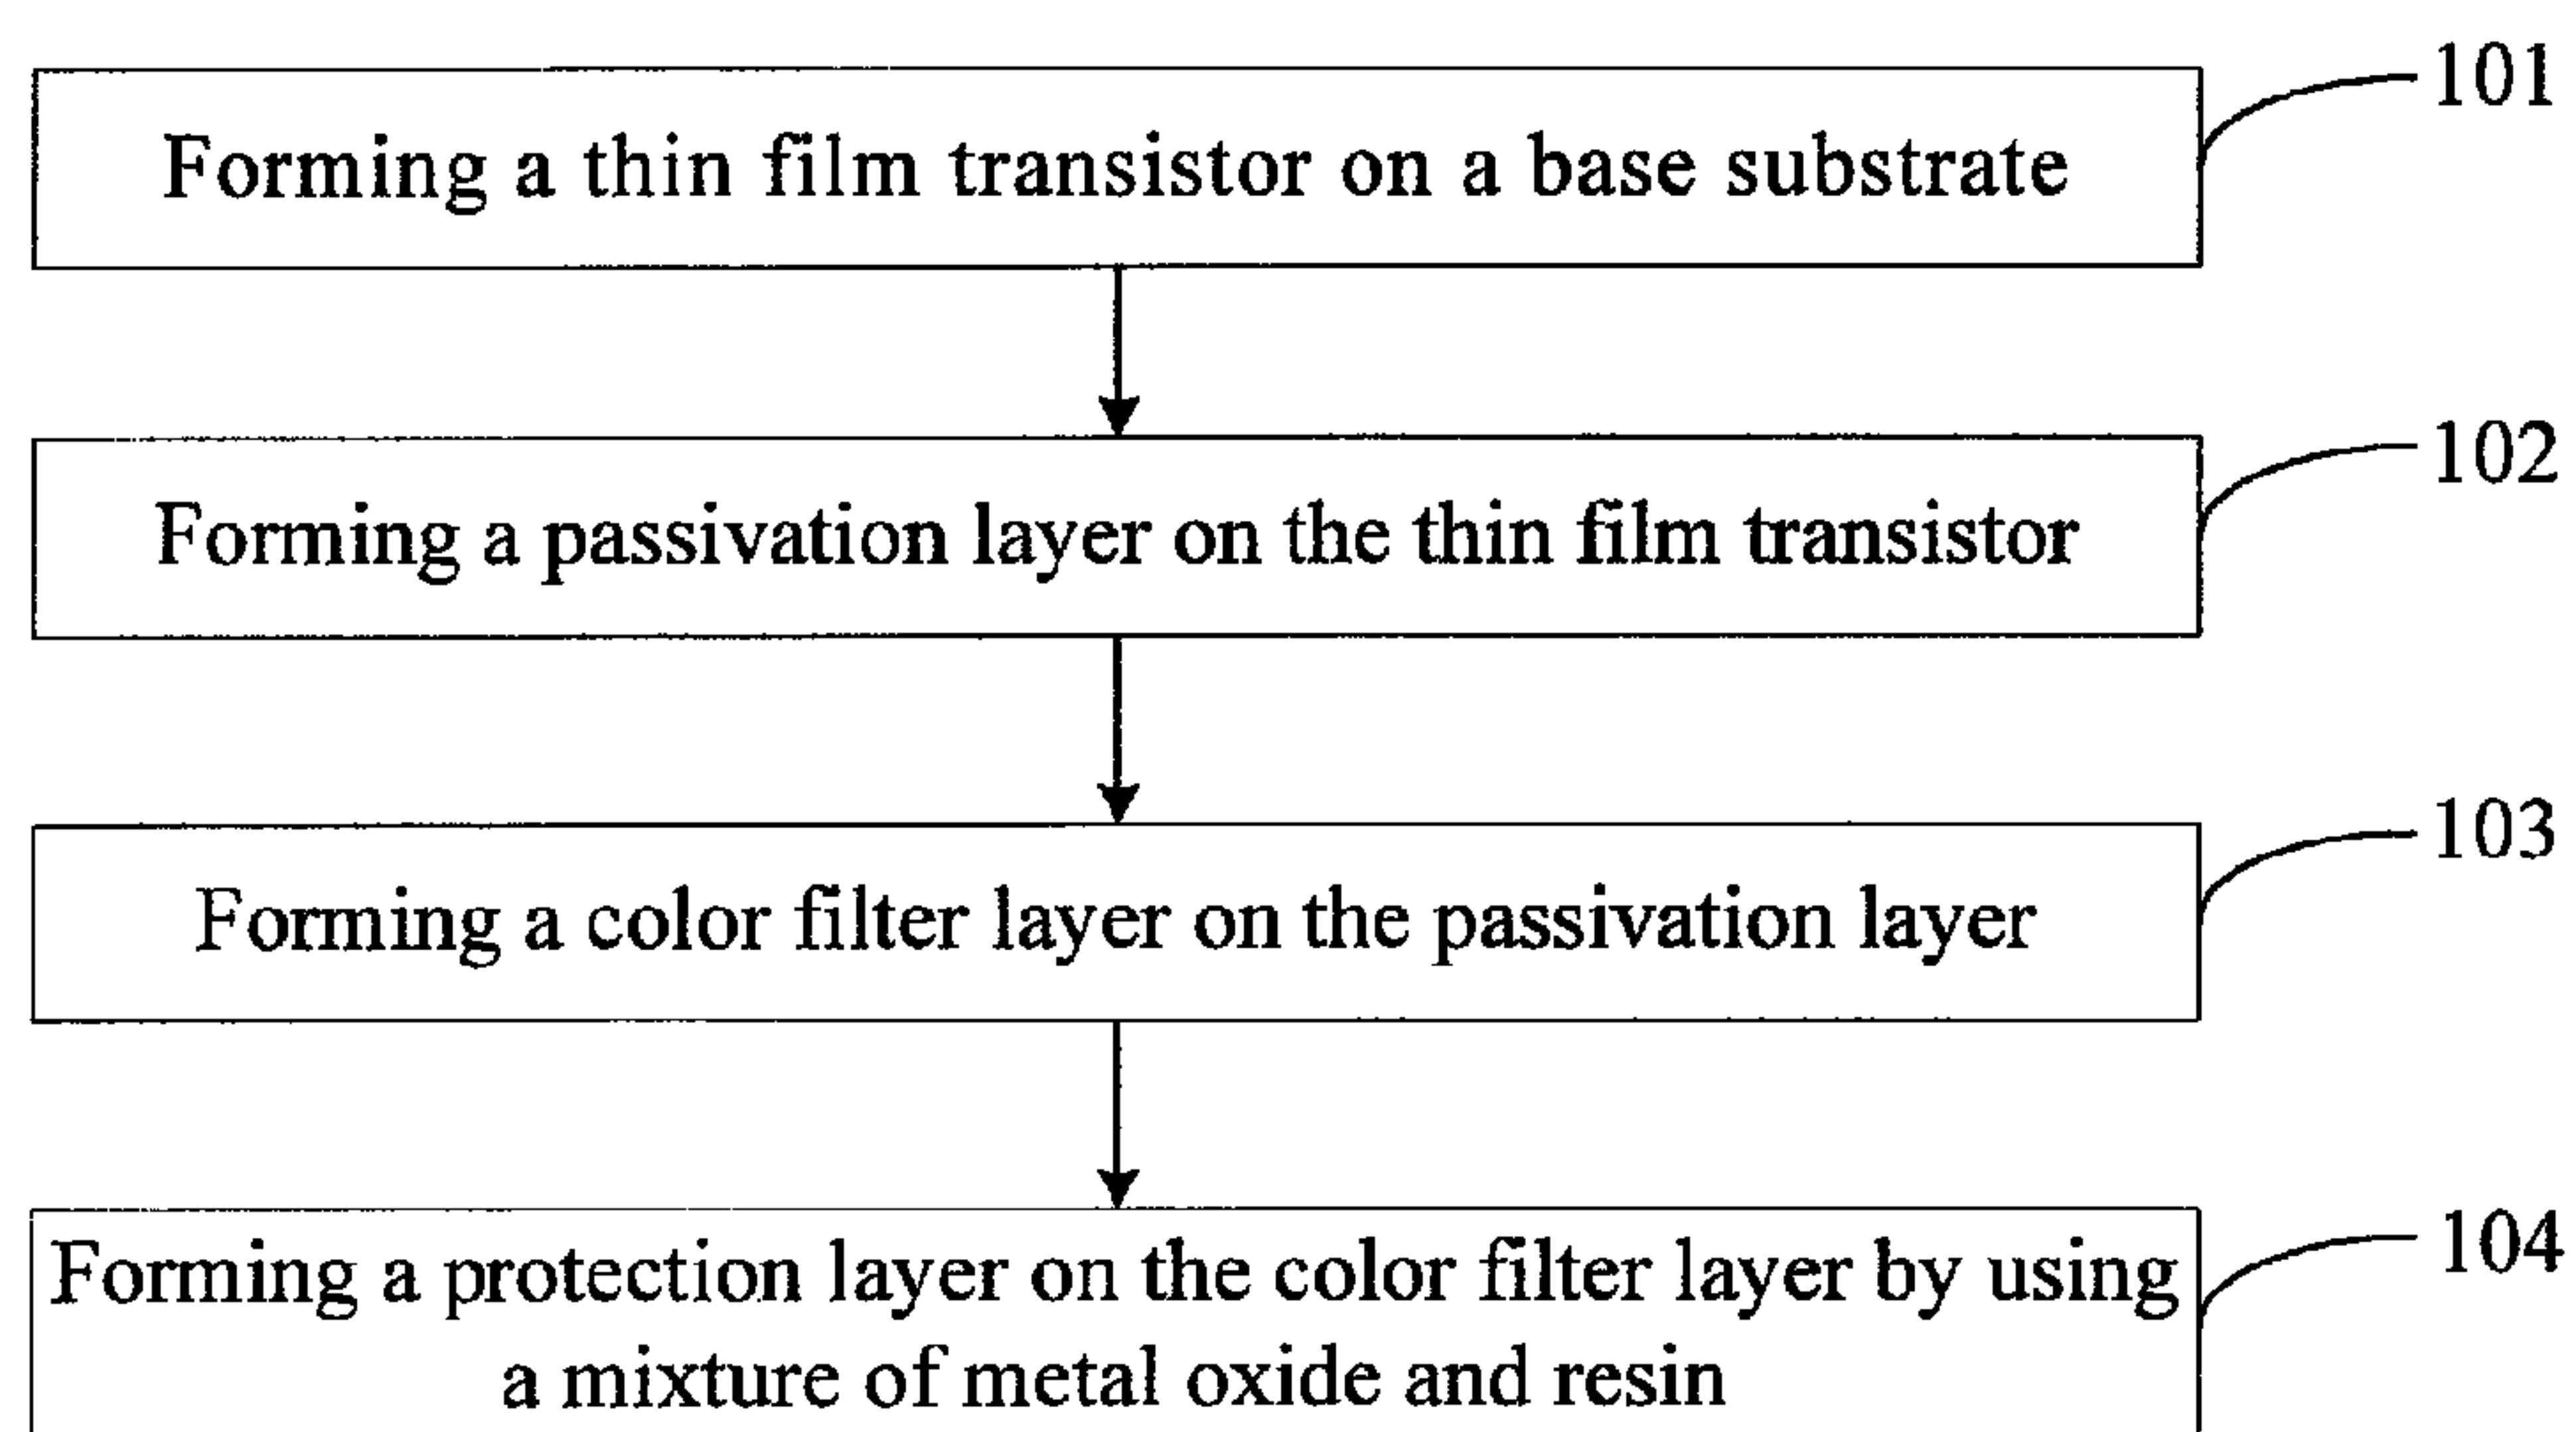 101
Forming a thin film transistor on a base substrate
102
Forming a passivation layer on the thin film transistor
103
Forming a color filter layer on the passivation layer
104
Forming a protection layer on the color filter layer by using
a mixture of metal oxide and resin